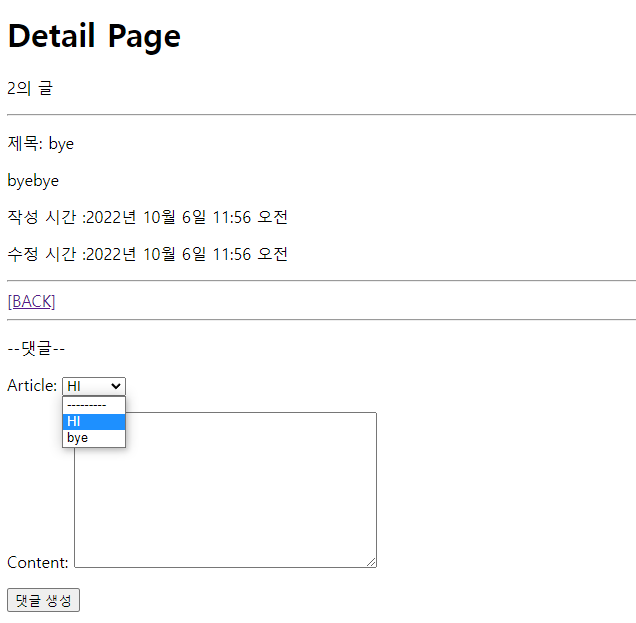 Detail Page
2의 글
제목: bye
byebye
작성 시간 :2022년 10월 6일 11:56 오전
수정 시간 :2022년 10월 6일 11:56 오전
[BACK]
--댓글--
Article: HI
---------
HI
bye
Content:
댓글 생성